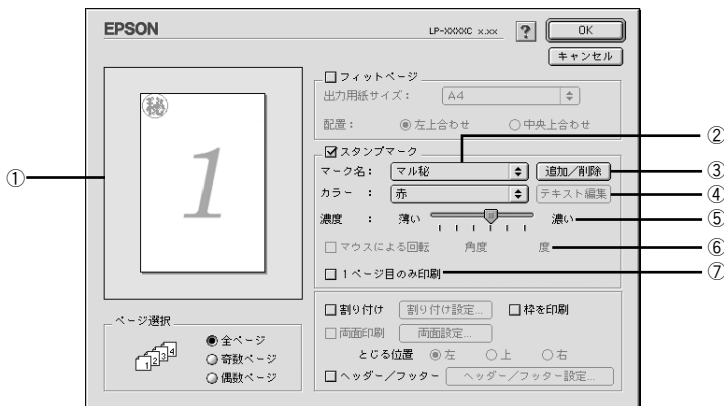 EPSON
LP-XXXXC x.xx
?
OK
キャンセル
フィットページ
出力用紙サイズ： A4
配置： 左上合わせ 中央上合わせ
① ㊙ 1
スタンプマーク
②
マーク名： マル秘 追加／削除 ③
カラー ： 赤 テキスト編集 ④
濃度 ： 薄い 濃い ⑤
マウスによる回転 角度 度 ⑥
1ページ目のみ印刷 ⑦
ページ選択
1 2 3 4
全ページ
奇数ページ
偶数ページ
割り付け 割り付け設定... 枠を印刷
両面印刷 両面設定...
とじる位置 左 上 右
ヘッダー／フッター ヘッダー／フッター設定...